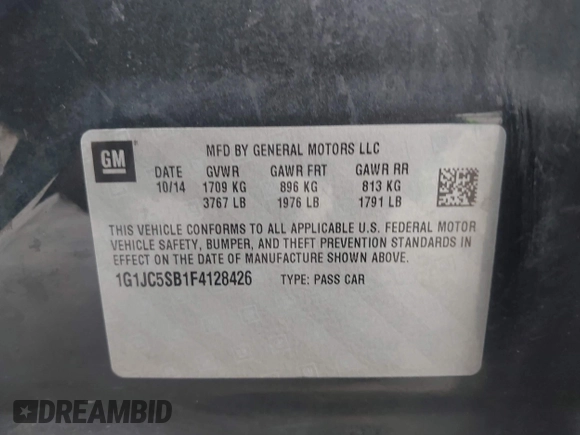 GM
MFD BY GENERAL MOTORS LLC
DATE GVWR GAWR FRT GAWR RR
10/14 1709 KG 896 KG 813 KG
3767 LB 1976 LB 1791 LB
THIS VEHICLE CONFORMS TO ALL APPLICABLE U.S. FEDERAL MOTOR
VEHICLE SAFETY, BUMPER, AND THEFT PREVENTION STANDARDS IN
EFFECT ON THE DATE OF MANUFACTURE SHOWN ABOVE.
1G1JC5SB1F4128426 TYPE: PASS CAR
DREAMBID